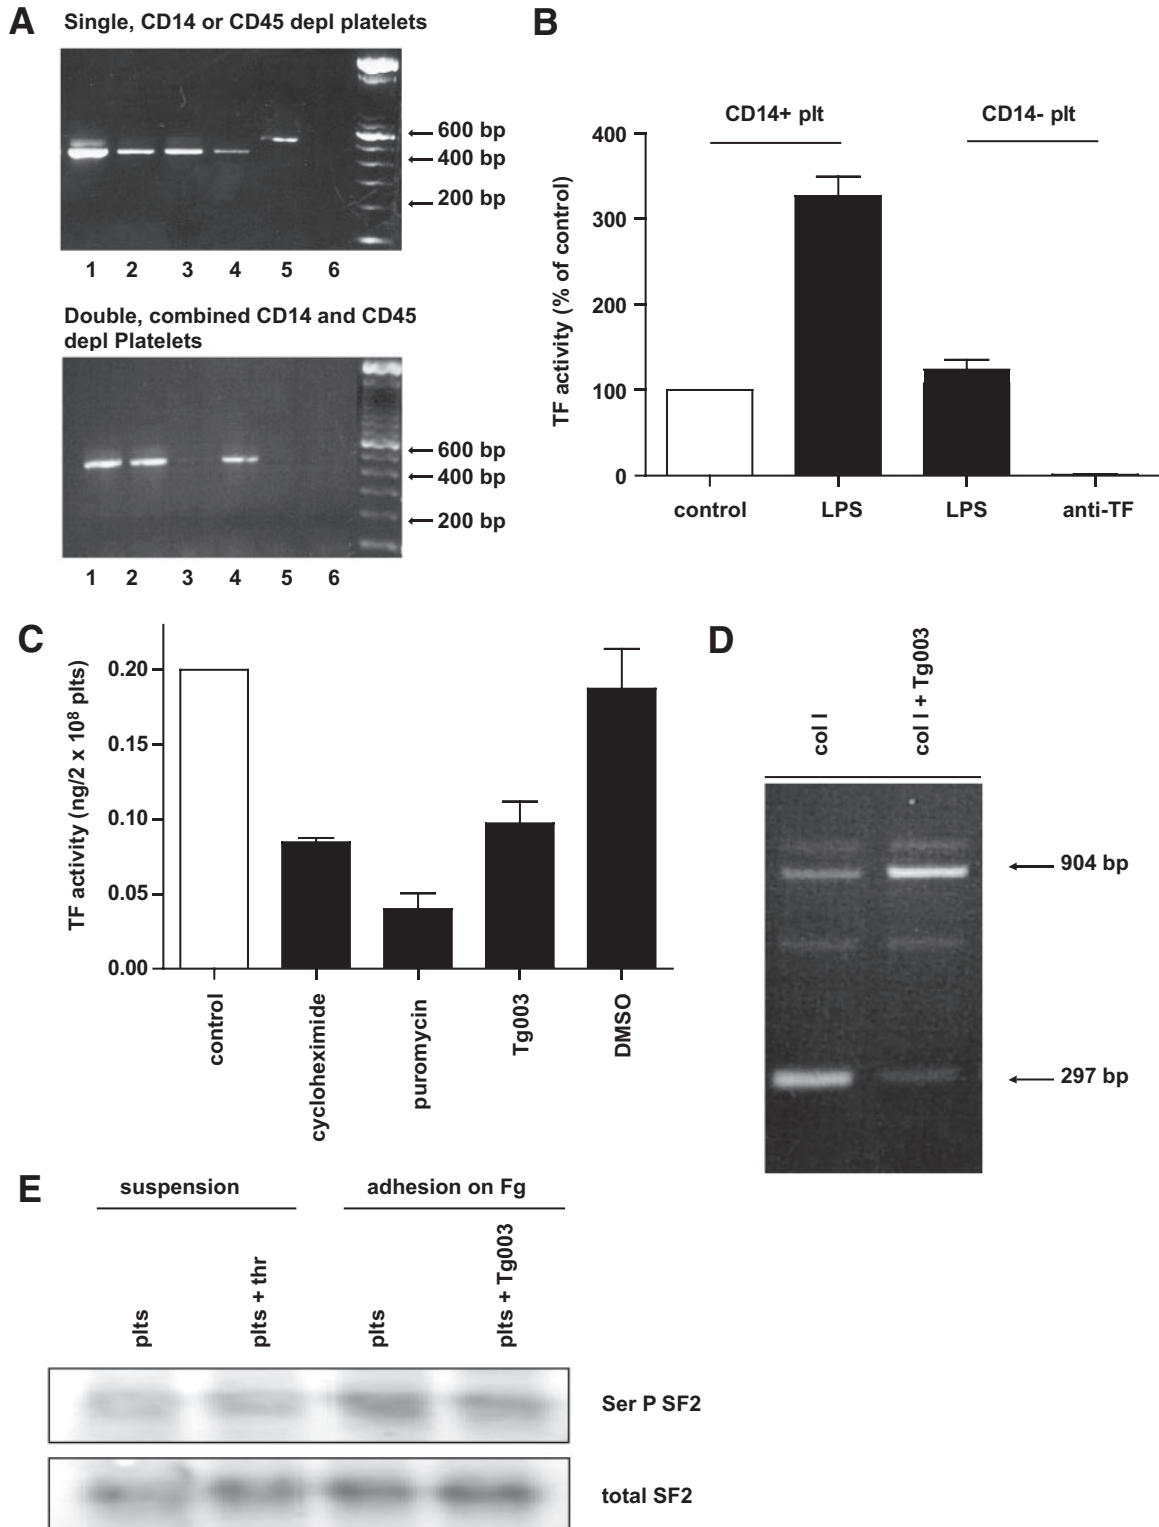 A
Single, CD14 or CD45 depl platelets
600 bp
400 bp
200 bp
1 2 3 4 5 6
Double, combined CD14 and CD45
depl Platelets
600 bp
400 bp
200 bp
1 2 3 4 5 6
B
CD14+ plt
CD14- plt
TF activity (% of control)
400
300
200
100
0
control
LPS
LPS
anti-TF
C
TF activity (ng/2 x 10⁸ plts)
0.20
0.15
0.10
0.05
0.00
control
cycloheximide
puromycin
Tg003
DMSO
D
col I
col I + Tg003
904 bp
297 bp
E
suspension
adhesion on Fg
plts
plts + thr
plts
plts + Tg003
Ser P SF2
total SF2